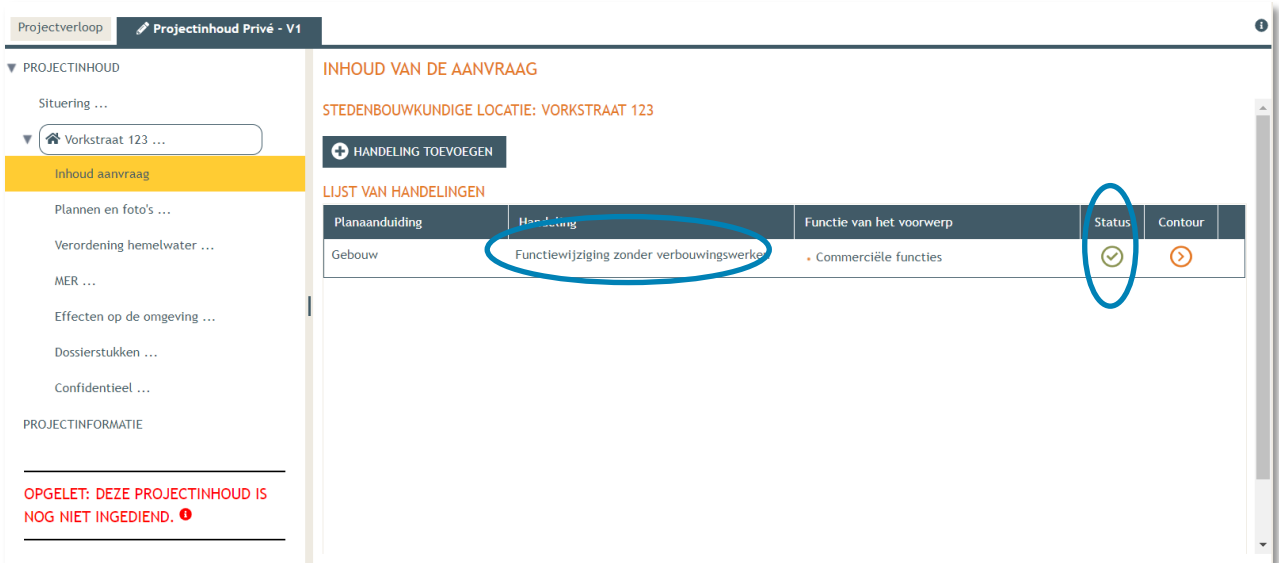 Projectverloop
Projectinhoud Privé - V1
PROJECTINHOUD
Situering ...
Vorkstraat 123 ...
Inhoud aanvraag
Plannen en foto's ...
Verordening hemelwater ...
MER ...
Effecten op de omgeving ...
Dossierstukken ...
Confidentieel ...
PROJECTINFORMATIE
OPGELET: DEZE PROJECTINHOUD IS
NOG NIET INGEDIEND.
INHOUD VAN DE AANVRAAG
STEDENBOUWKUNDIGE LOCATIE: VORKSTRAAT 123
HANDELING TOEVOEGEN
LIJST VAN HANDELINGEN
Planaanduiding Handeling Functie van het voorwerp Status Contour
Gebouw Functiewijziging zonder verbouwingswerken Commerciële functies